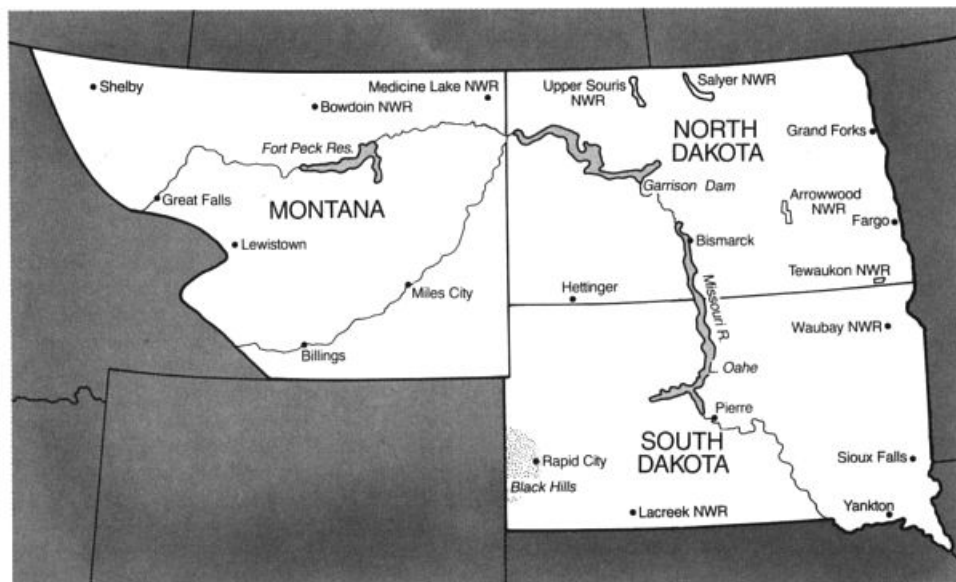 Shelby
Medicine Lake NWR
Bowdoin NWR
Fort Peck Res.
Great Falls
MONTANA
Lewistown
Miles City
Billings
Upper Souris
NWR
Salyer NWR
NORTH
DAKOTA
Grand Forks
Garrison Dam
Arrowwood
NWR
Fargo
Bismarck
Tewaukon NWR
Hettinger
Missouri R.
Waubay NWR
L. Oahe
Pierre
SOUTH
DAKOTA
Rapid City
Black Hills
Sioux Falls
Lacreek NWR
Yankton